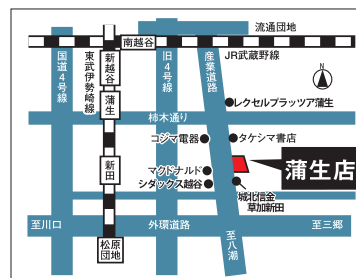 流通団地
南越谷
JR武蔵野線
国道4号線
東武伊勢崎線
新越谷
旧4号線
産業道路
N
蒲生
レクセルプラッツア蒲生
柿木通り
コジマ電器
タケシマ書店
新田
蒲生店
マクドナルド
シダックス越谷
城北信金
草加新田
至川口
外環道路
至三郷
至八潮
松原
団地